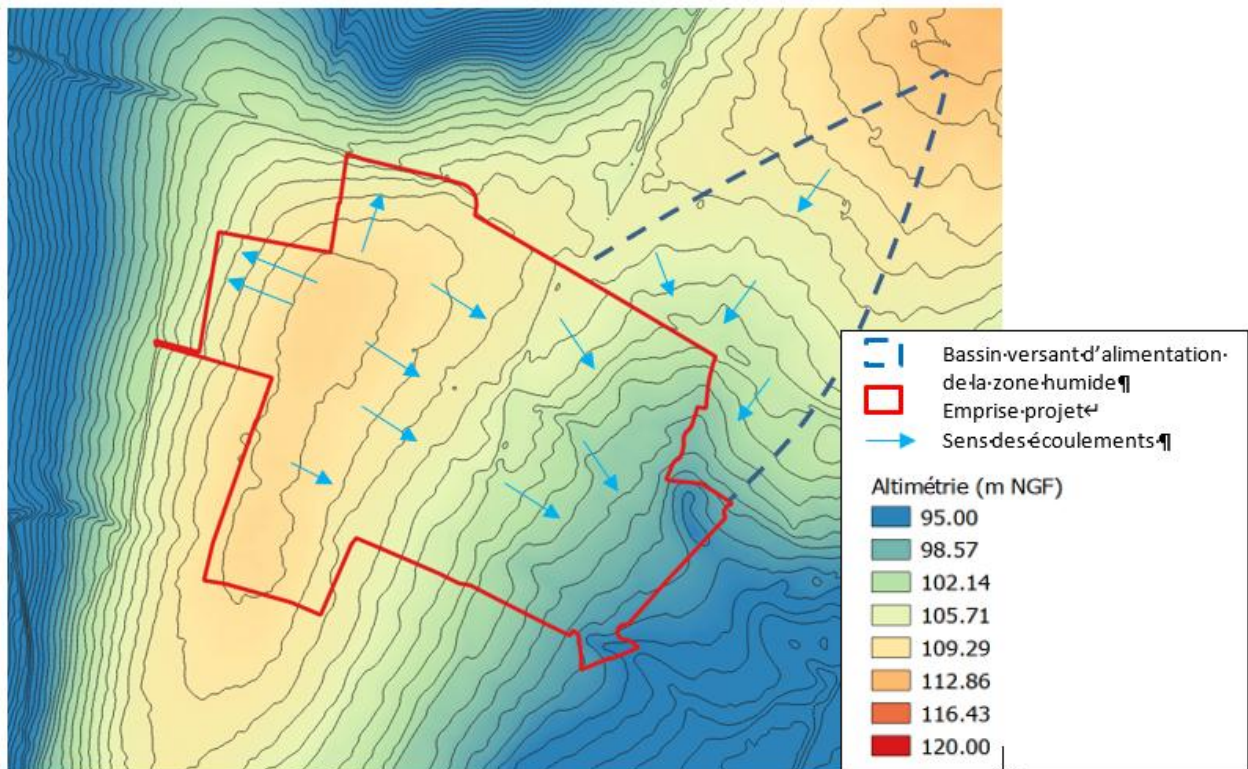 Bassin·versant·d’alimentation·
de·la·zone·humide¶
Emprise·projet↵
Sens·des·écoulements·¶
Altimétrie (m NGF)
95.00
98.57
102.14
105.71
109.29
112.86
116.43
120.00